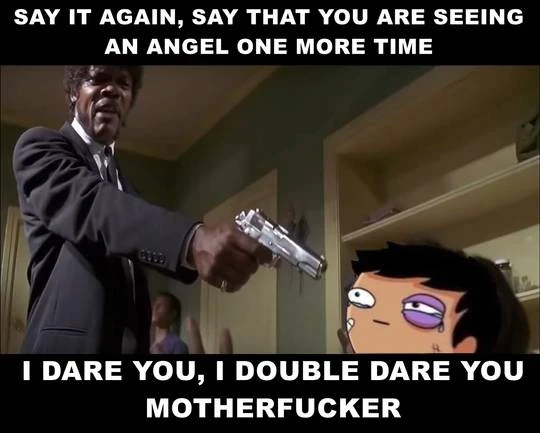 SAY IT AGAIN, SAY THAT YOU ARE SEEING
AN ANGEL ONE MORE TIME
I DARE YOU, I DOUBLE DARE YOU
MOTHERFUCKER